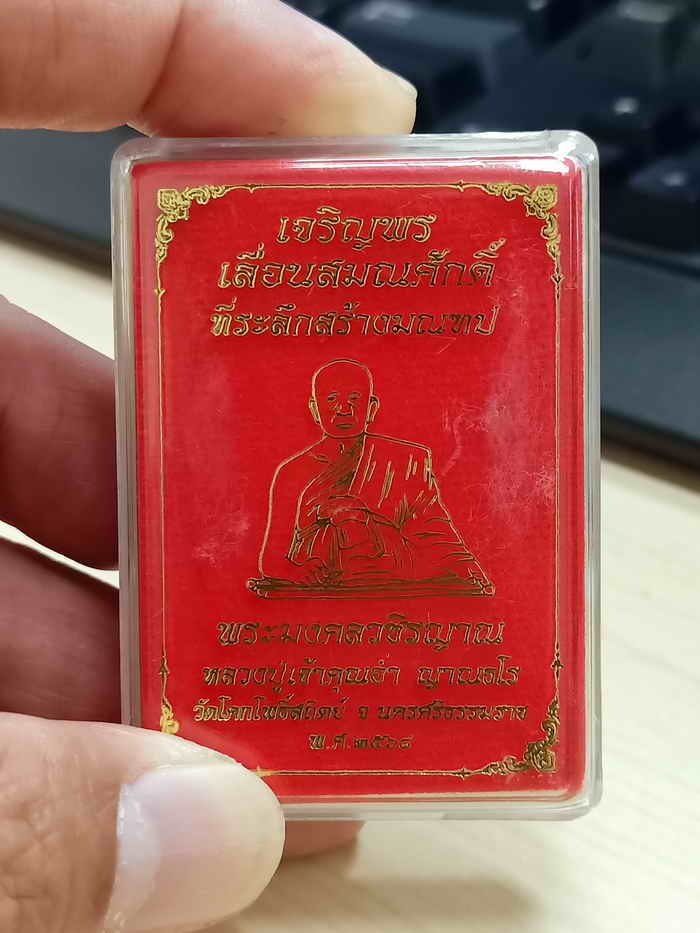 เจริญพร
เลื่อนสมณศักดิ์
ที่ระลึกสร้างมณฑป
พระมงคลวชิรญาณ
หลวงปู่เจ้าคุณจ่า ญาณธโร
วัดโคกโพธิ์สถิตย์ จ นครศรีธรรมราช
พ.ศ.๒๕๖๘